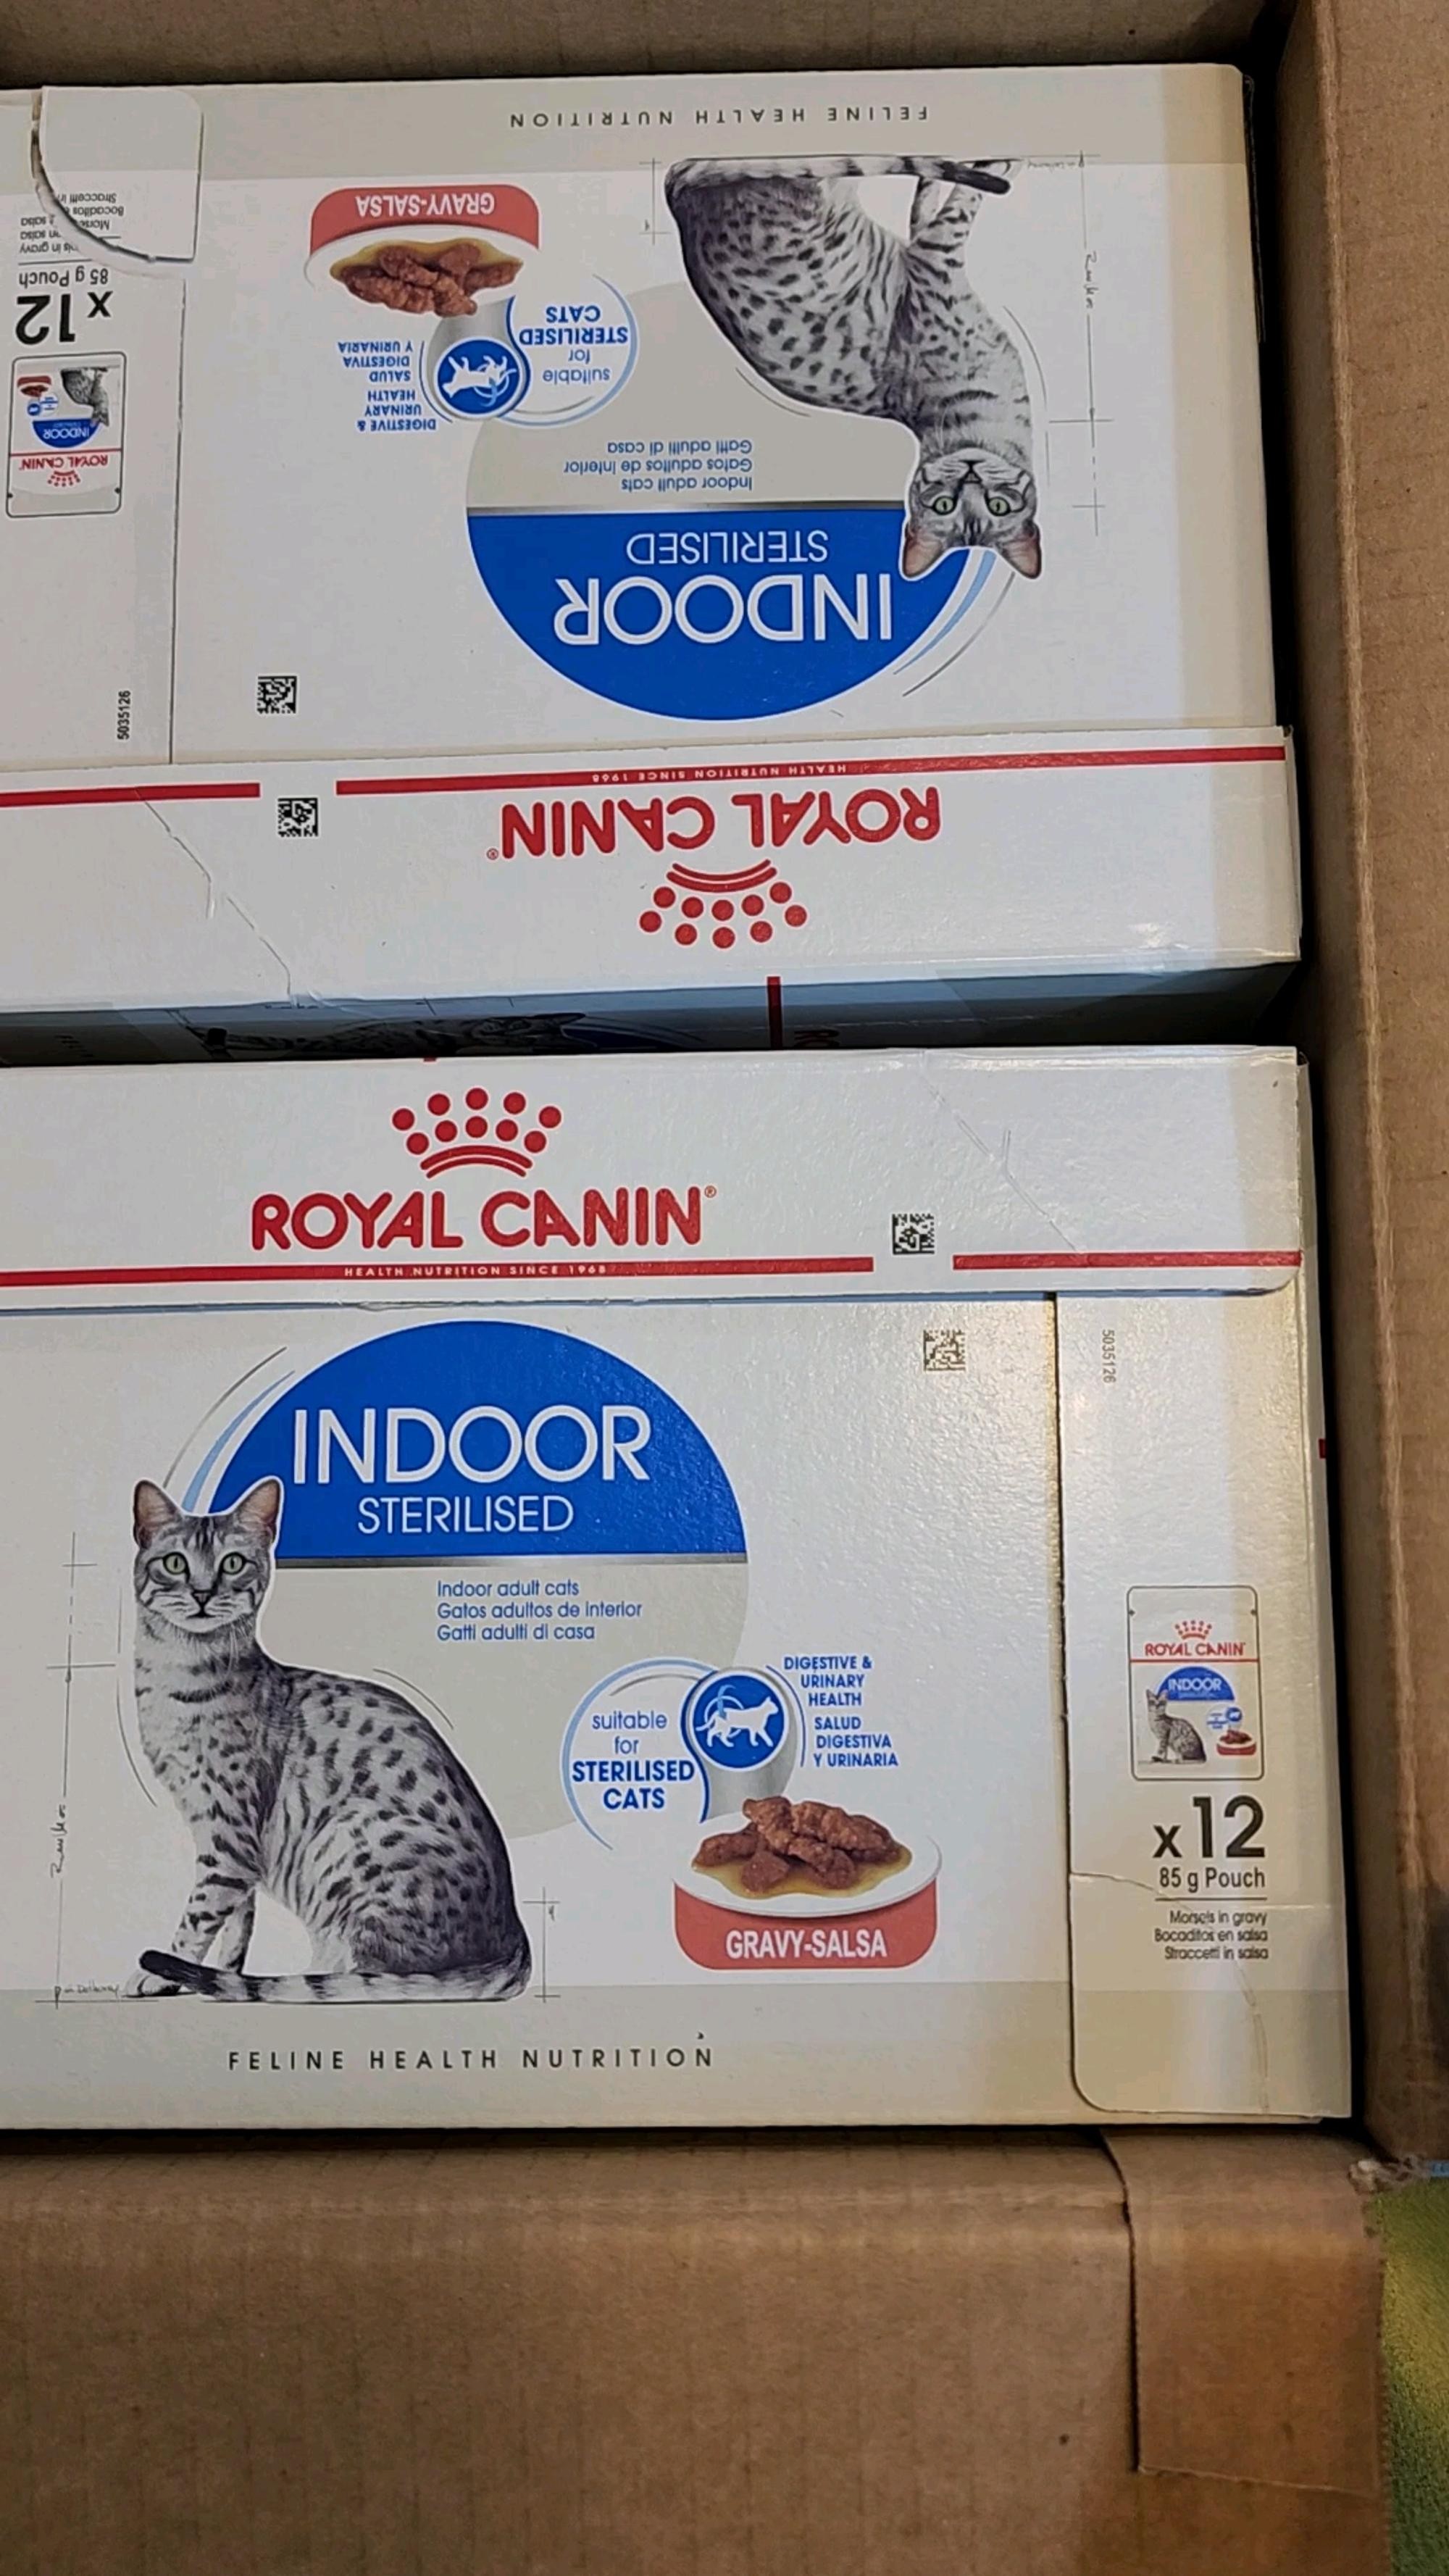 FELINE HEALTH NUTRITION
GRAVY-SALSA
suitable
for
STERILISED
CATS
DIGESTIVE &
URINARY
HEALTH
SALUD
DIGESTIVA
Y URINARIA
Indoor adult cats
Gatos adultos de interior
Gatti adulti di casa
INDOOR
STERILISED
x12
85 g Pouch
ROYAL CANIN
INDOOR
5035126
HEALTH NUTRITION SINCE 1968
ROYAL CANIN®
ROYAL CANIN®
HEALTH NUTRITION SINCE 1968
5035126
INDOOR
STERILISED
Indoor adult cats
Gatos adultos de interior
Gatti adulti di casa
DIGESTIVE &
URINARY
HEALTH
SALUD
DIGESTIVA
Y URINARIA
suitable
for
STERILISED
CATS
GRAVY-SALSA
ROYAL CANIN
INDOOR
x12
85 g Pouch
Morsels in gravy
Bocaditos en salsa
Straccetti in salsa
FELINE HEALTH NUTRITION